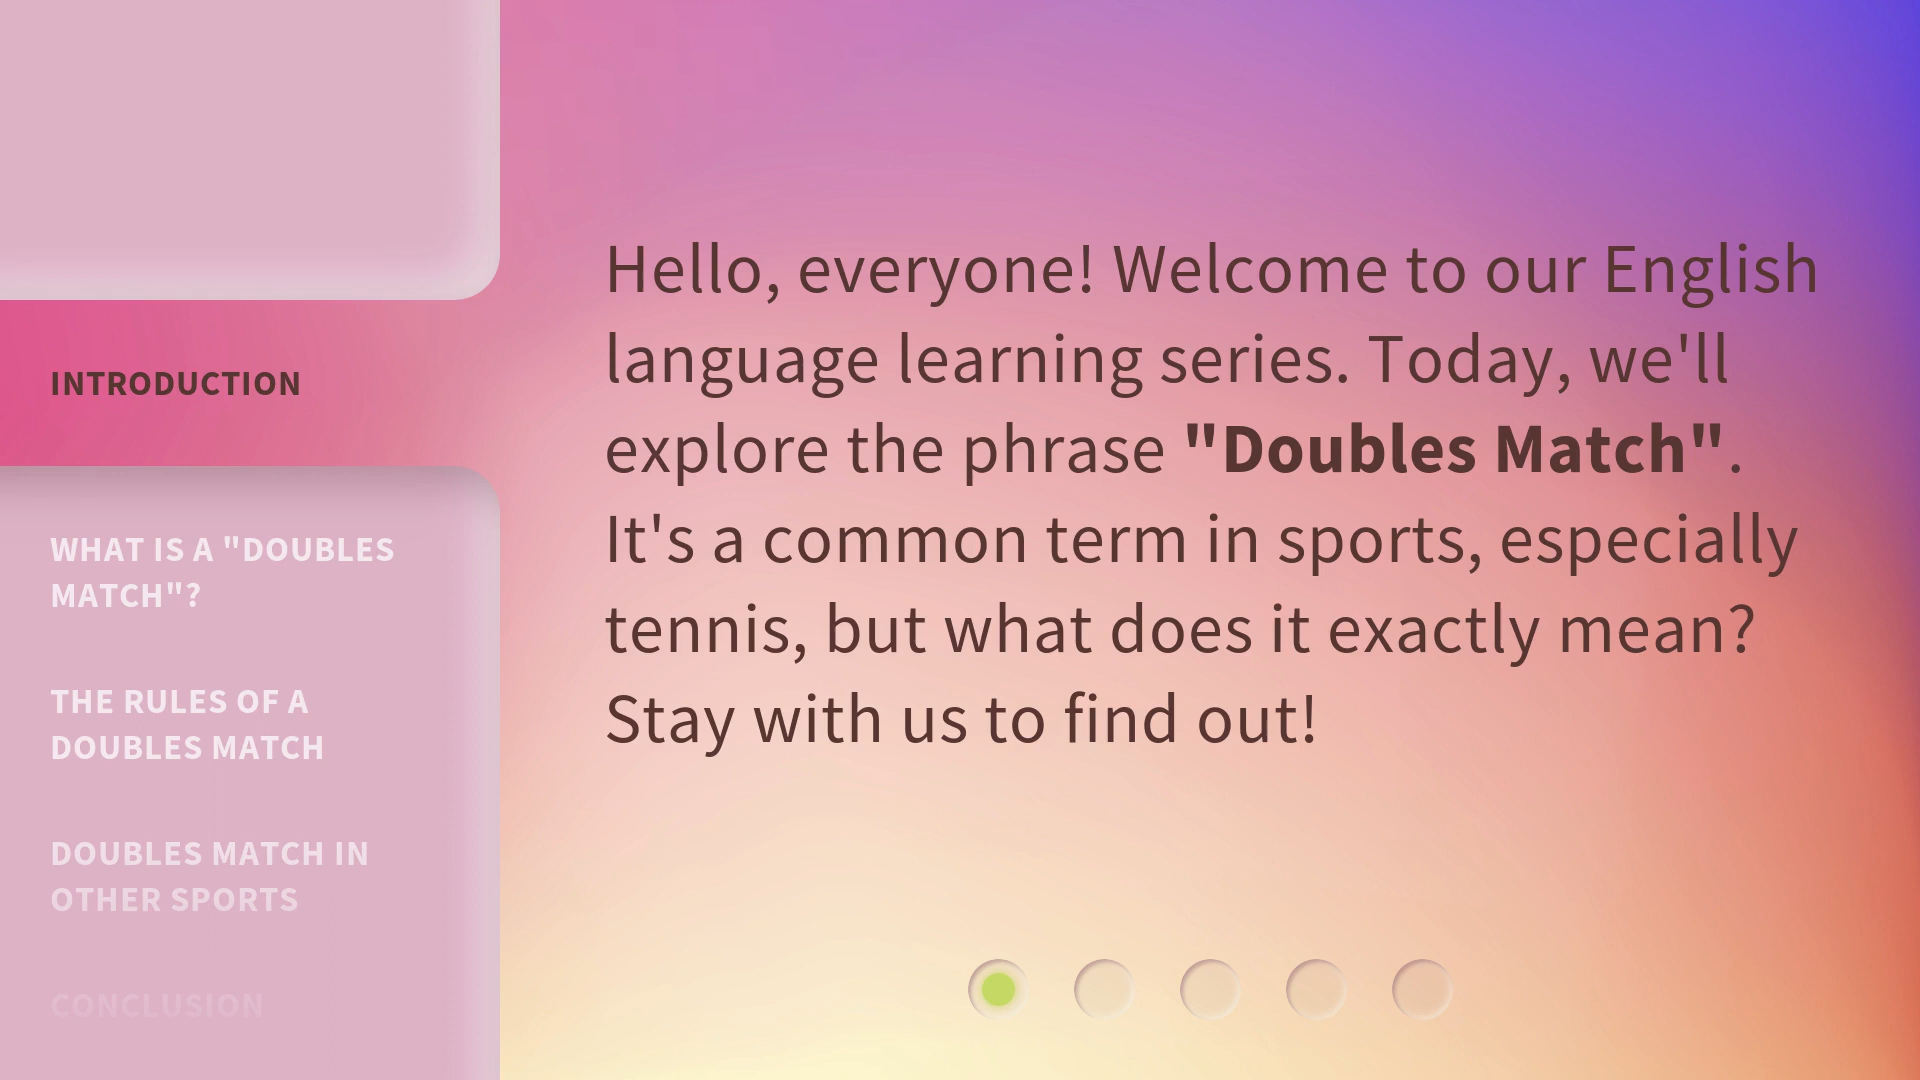 INTRODUCTION
WHAT IS A "DOUBLES
MATCH"?
THE RULES OF A
DOUBLES MATCH
DOUBLES MATCH IN
OTHER SPORTS
CONCLUSION
Hello, everyone! Welcome to our English
language learning series. Today, we'll
explore the phrase "Doubles Match".
It's a common term in sports, especially
tennis, but what does it exactly mean?
Stay with us to find out!